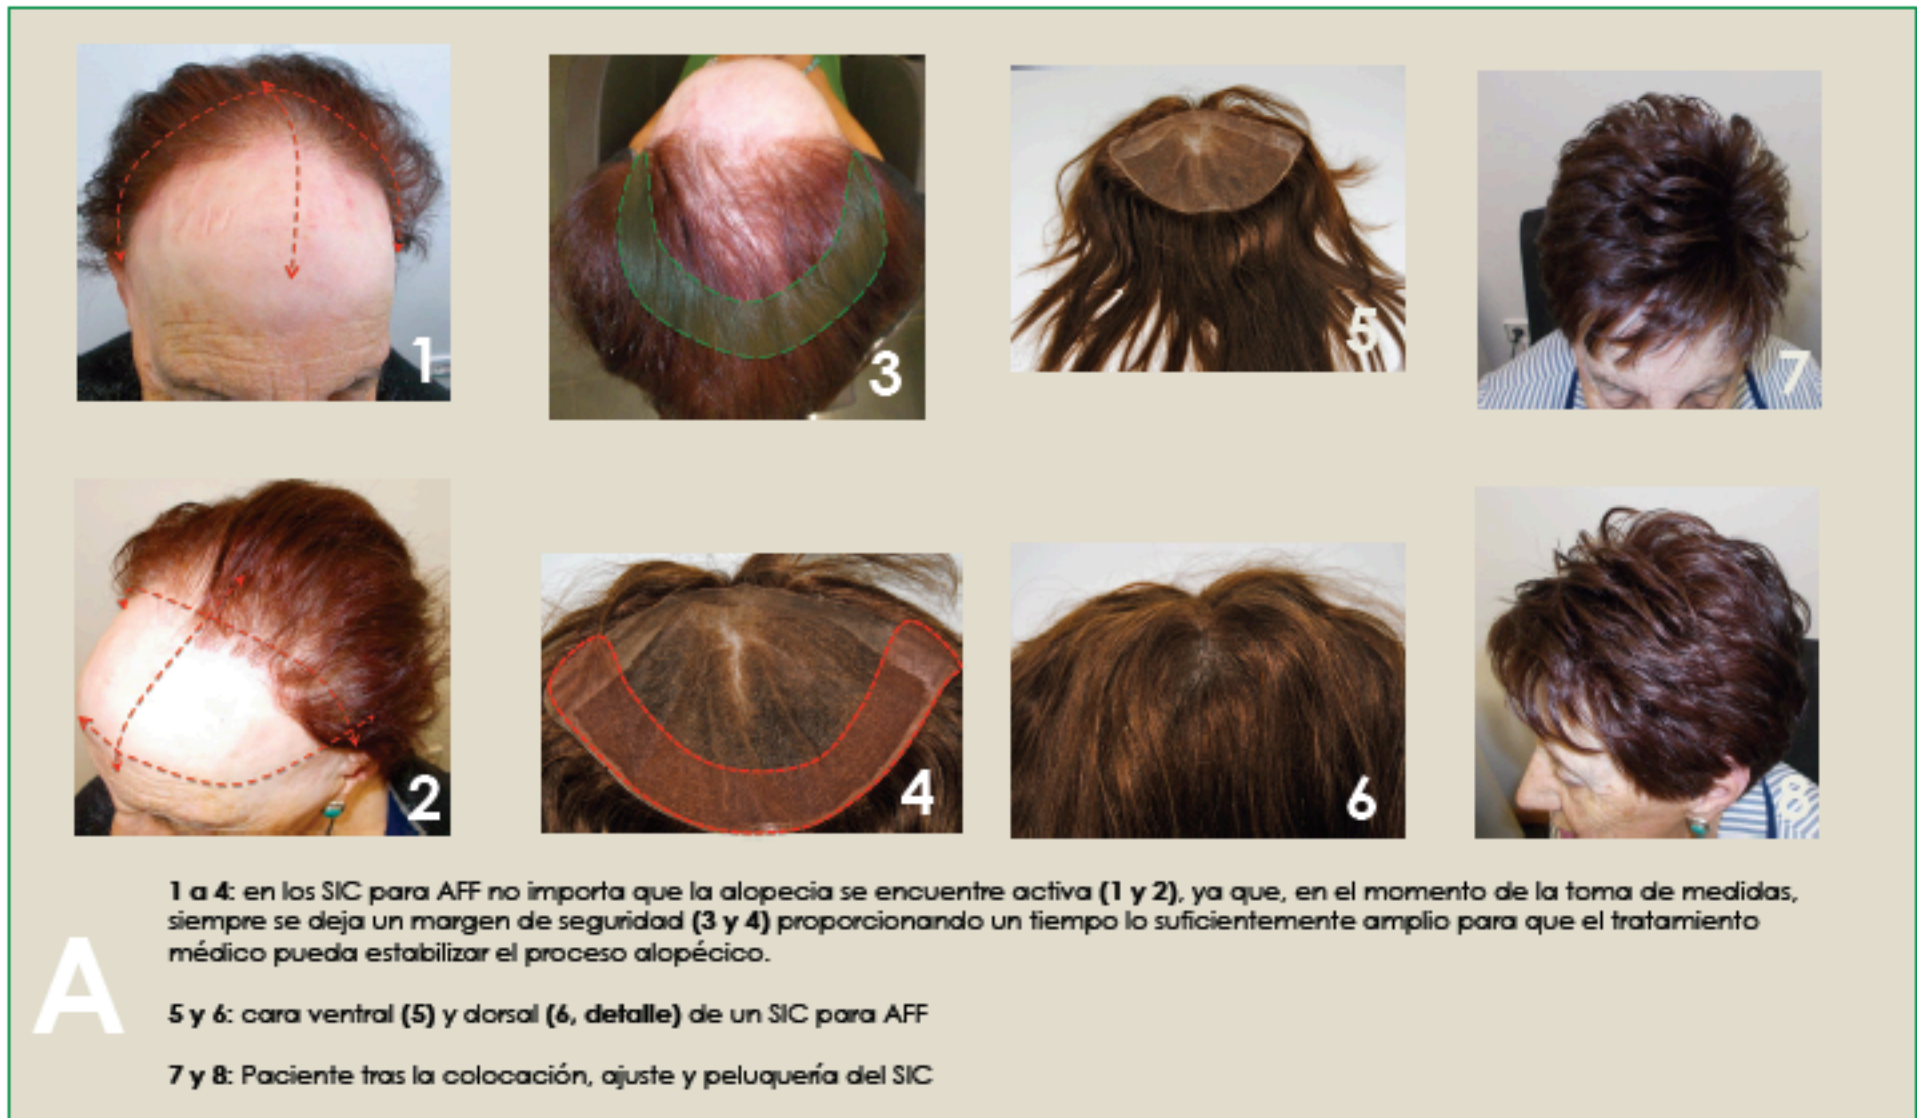 1
3
5
7
2
4
6
8
1 a 4: en los SIC para AFF no importa que la alopecia se encuentre activa (1 y 2), ya que, en el momento de la toma de medidas,
siempre se deja un margen de seguridad (3 y 4) proporcionando un tiempo lo suficientemente amplio para que el tratamiento
médico pueda estabilizar el proceso alopécico.
A
5 y 6: cara ventral (5) y dorsal (6, detalle) de un SIC para AFF
7 y 8: Paciente tras la colocación, ajuste y peluquería del SIC